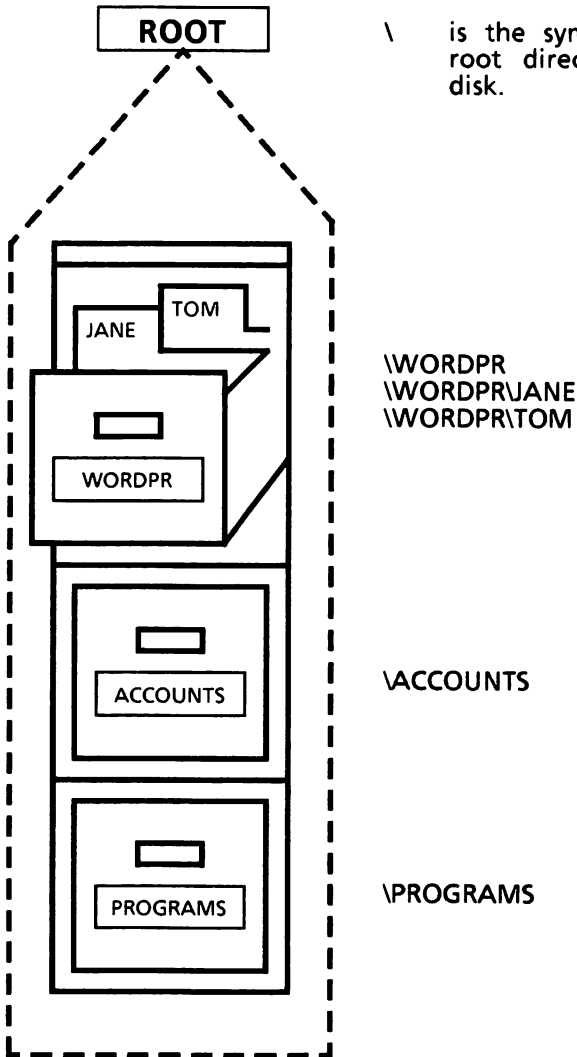 ROOT
\ is the
root
disk.
TOM
JANE
\WORDPR
\WORDPR\JANE
\WORDPR\TOM
WORDPR
ACCOUNTS
\ACCOUNTS
PROGRAMS
\PROGRAMS